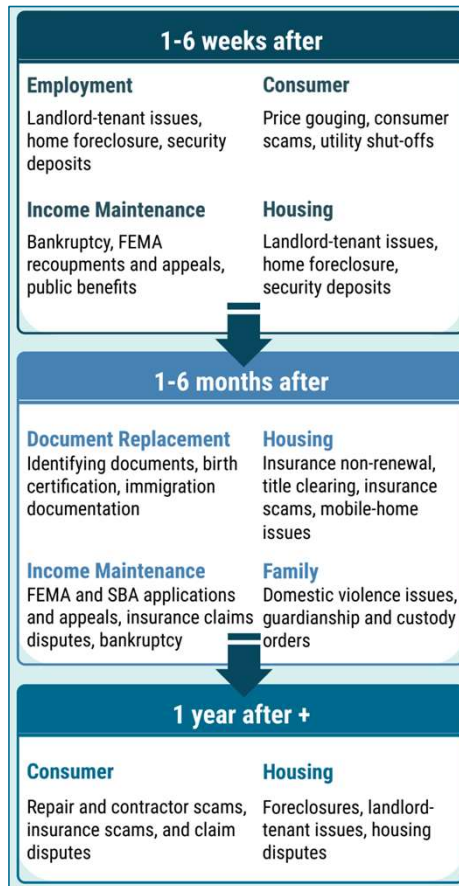 1-6 weeks after
Employment
Landlord-tenant issues,
home foreclosure, security
deposits
Consumer
Price gouging, consumer
scams, utility shut-offs
Income Maintenance
Bankruptcy, FEMA
recoupments and appeals,
public benefits
Housing
Landlord-tenant issues,
home foreclosure,
security deposits
1-6 months after
Document Replacement
Identifying documents, birth
certification, immigration
documentation
Housing
Insurance non-renewal,
title clearing, insurance
scams, mobile-home
issues
Income Maintenance
FEMA and SBA applications
and appeals, insurance claims
disputes, bankruptcy
Family
Domestic violence issues,
guardianship and custody
orders
1 year after +
Consumer
Repair and contractor scams,
insurance scams, and claim
disputes
Housing
Foreclosures, landlord-
tenant issues, housing
disputes